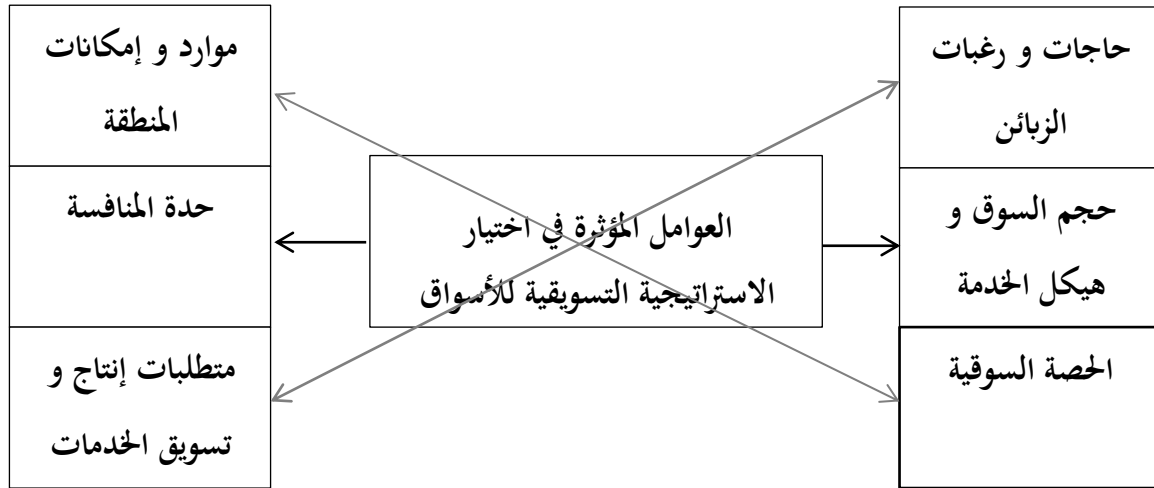 حاجات و رغبات
الزبائن
حجم السوق و
هيكل الخدمة
الحصة السوقية
العوامل المؤثرة في اختيار
الاستراتيجية التسويقية للأسواق
موارد و إمكانات
المنطقة
حدة المنافسة
متطلبات إنتاج و
تسويق الخدمات